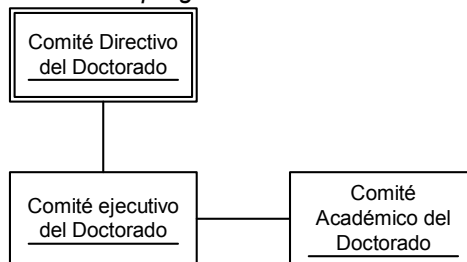 Comité Directivo
del Doctorado
Comité ejecutivo
del Doctorado
Comité
Académico del
Doctorado